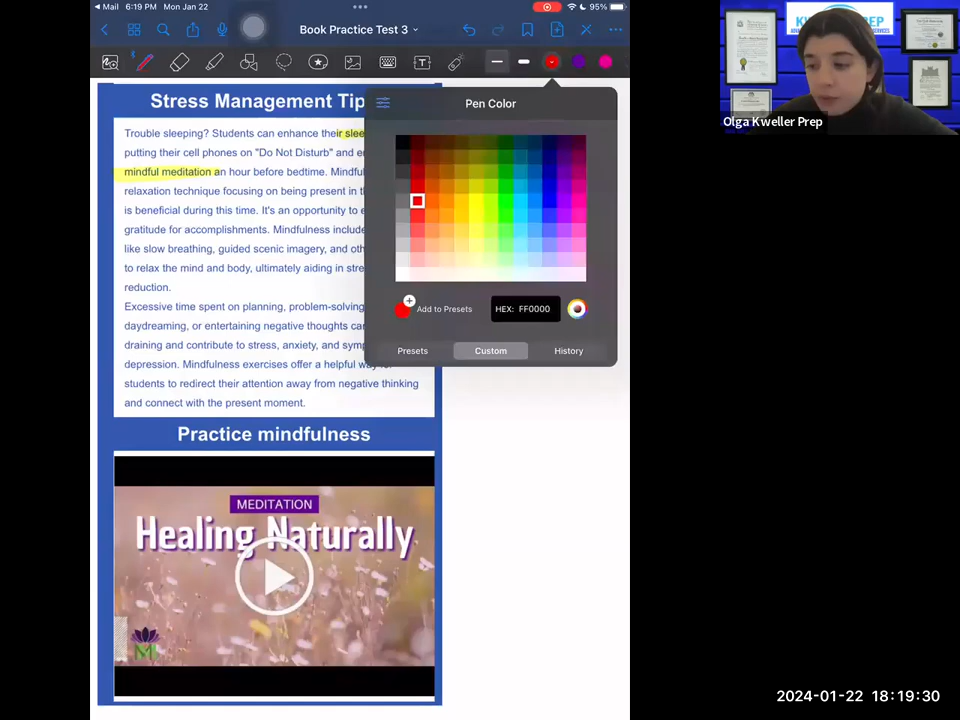 Mail 6:19 PM Mon Jan 22 95%
Book Practice Test 3
Stress Management Tip
Pen Color
Trouble sleeping? Students can enhance their slee
putting their cell phones on "Do Not Disturb" and e
mindful meditation an hour before bedtime. Mindfu
relaxation technique focusing on being present in t
is beneficial during this time. It's an opportunity to e
gratitude for accomplishments. Mindfulness include
like slow breathing, guided scenic imagery, and oth
to relax the mind and body, ultimately aiding in stre
reduction.
Excessive time spent on planning, problem-solving
daydreaming, or entertaining negative thoughts ca
draining and contribute to stress, anxiety, and symp
depression. Mindfulness exercises offer a helpful way for
students to redirect their attention away from negative thinking
and connect with the present moment.
Add to Presets
HEX: FF0000
Presets Custom History
Practice mindfulness
MEDITATION
Healing Naturally
Olga Kweller Prep
2024-01-22 18:19:30